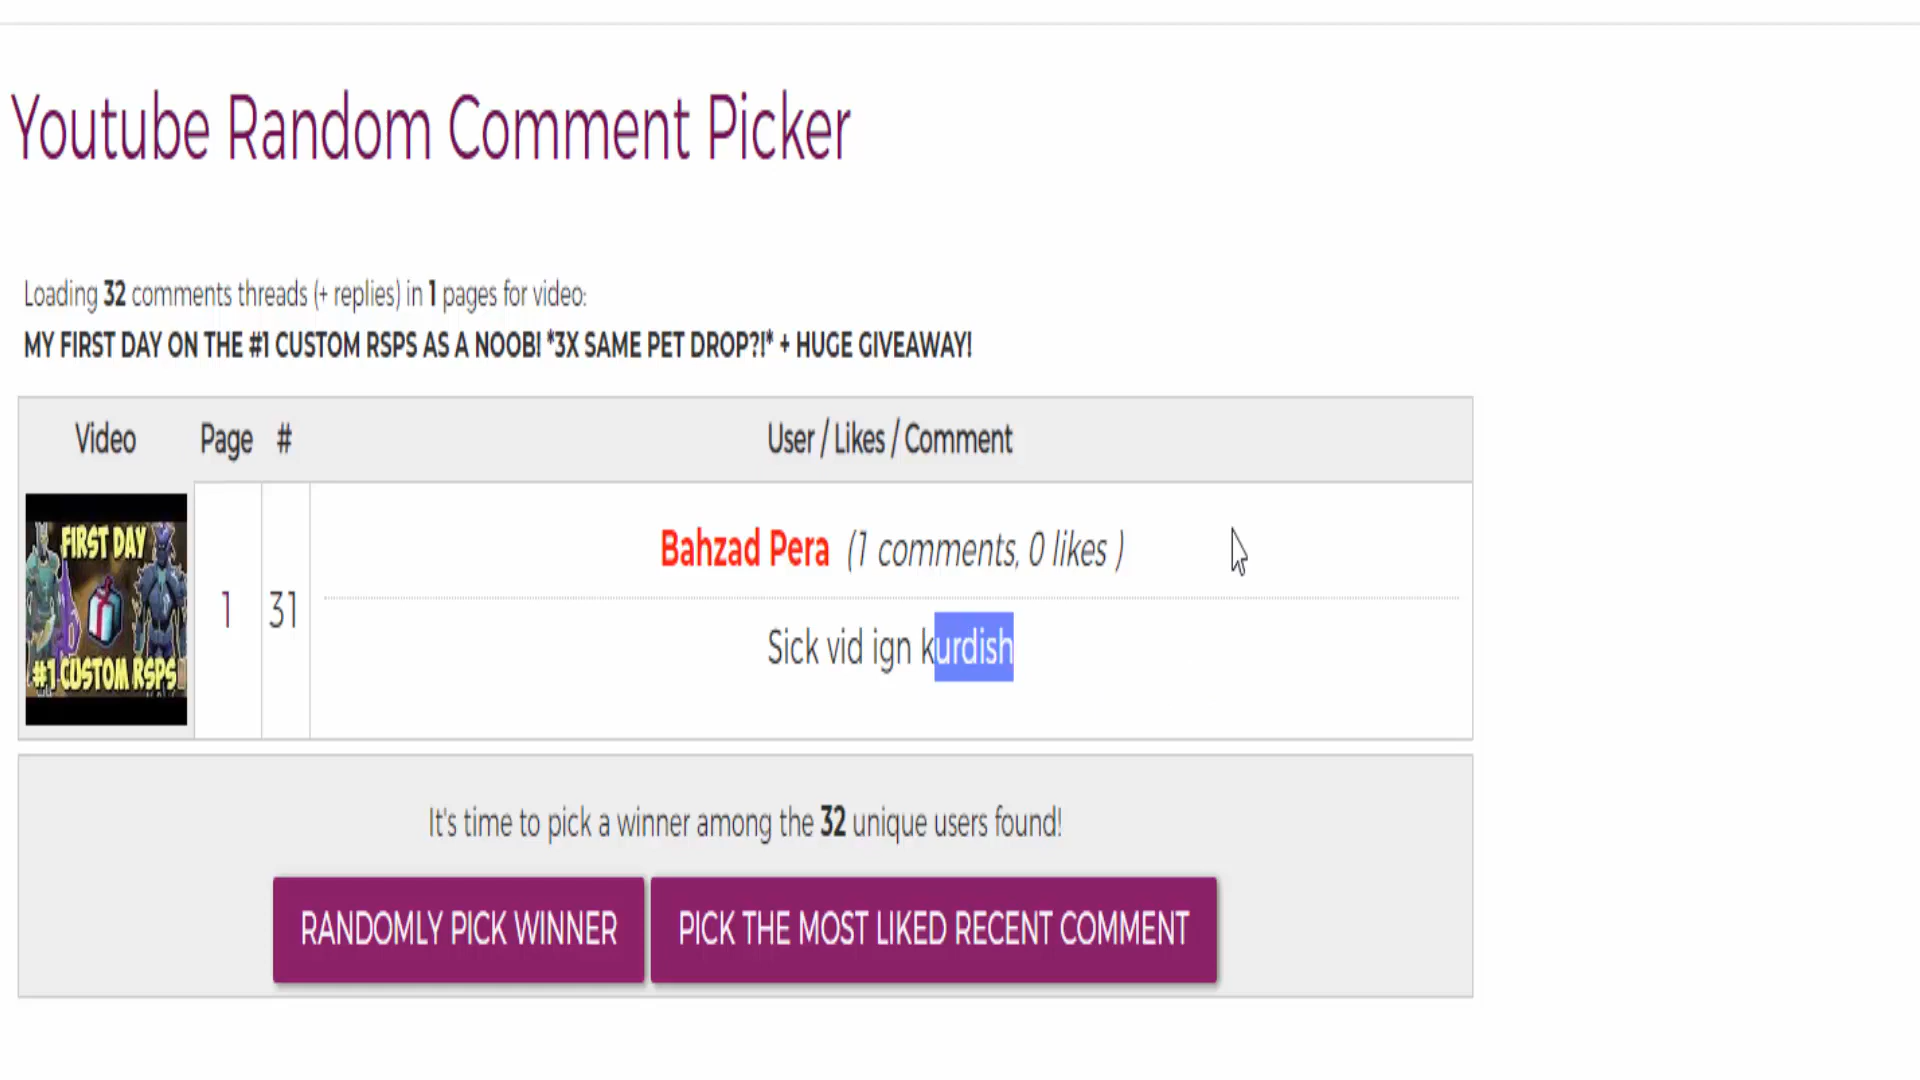 Youtube Random Comment Picker
Loading 32 comments threads (+ replies) in 1 pages for video:
MY FIRST DAY ON THE #1 CUSTOM RSPS AS A NOOB! *3X SAME PET DROP?!* + HUGE GIVEAWAY!
Video Page # User / Likes / Comment
FIRST DAY
#1 CUSTOM RSPS
1 31
Bahzad Pera (1 comments, 0 likes )
Sick vid ign kurdish
It's time to pick a winner among the 32 unique users found!
RANDOMLY PICK WINNER PICK THE MOST LIKED RECENT COMMENT